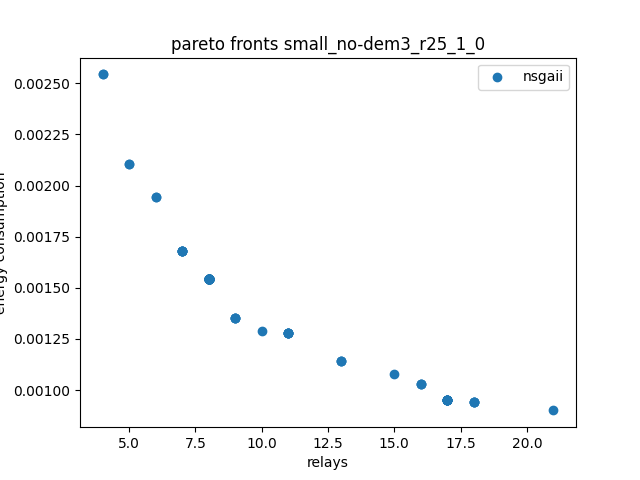 pareto fronts small_no-dem3_r25_1_0
nsgaii
0.00250
0.00225
0.00200
0.00175
0.00150
0.00125
0.00100
energy consumption
5.0 7.5 10.0 12.5 15.0 17.5 20.0
relays